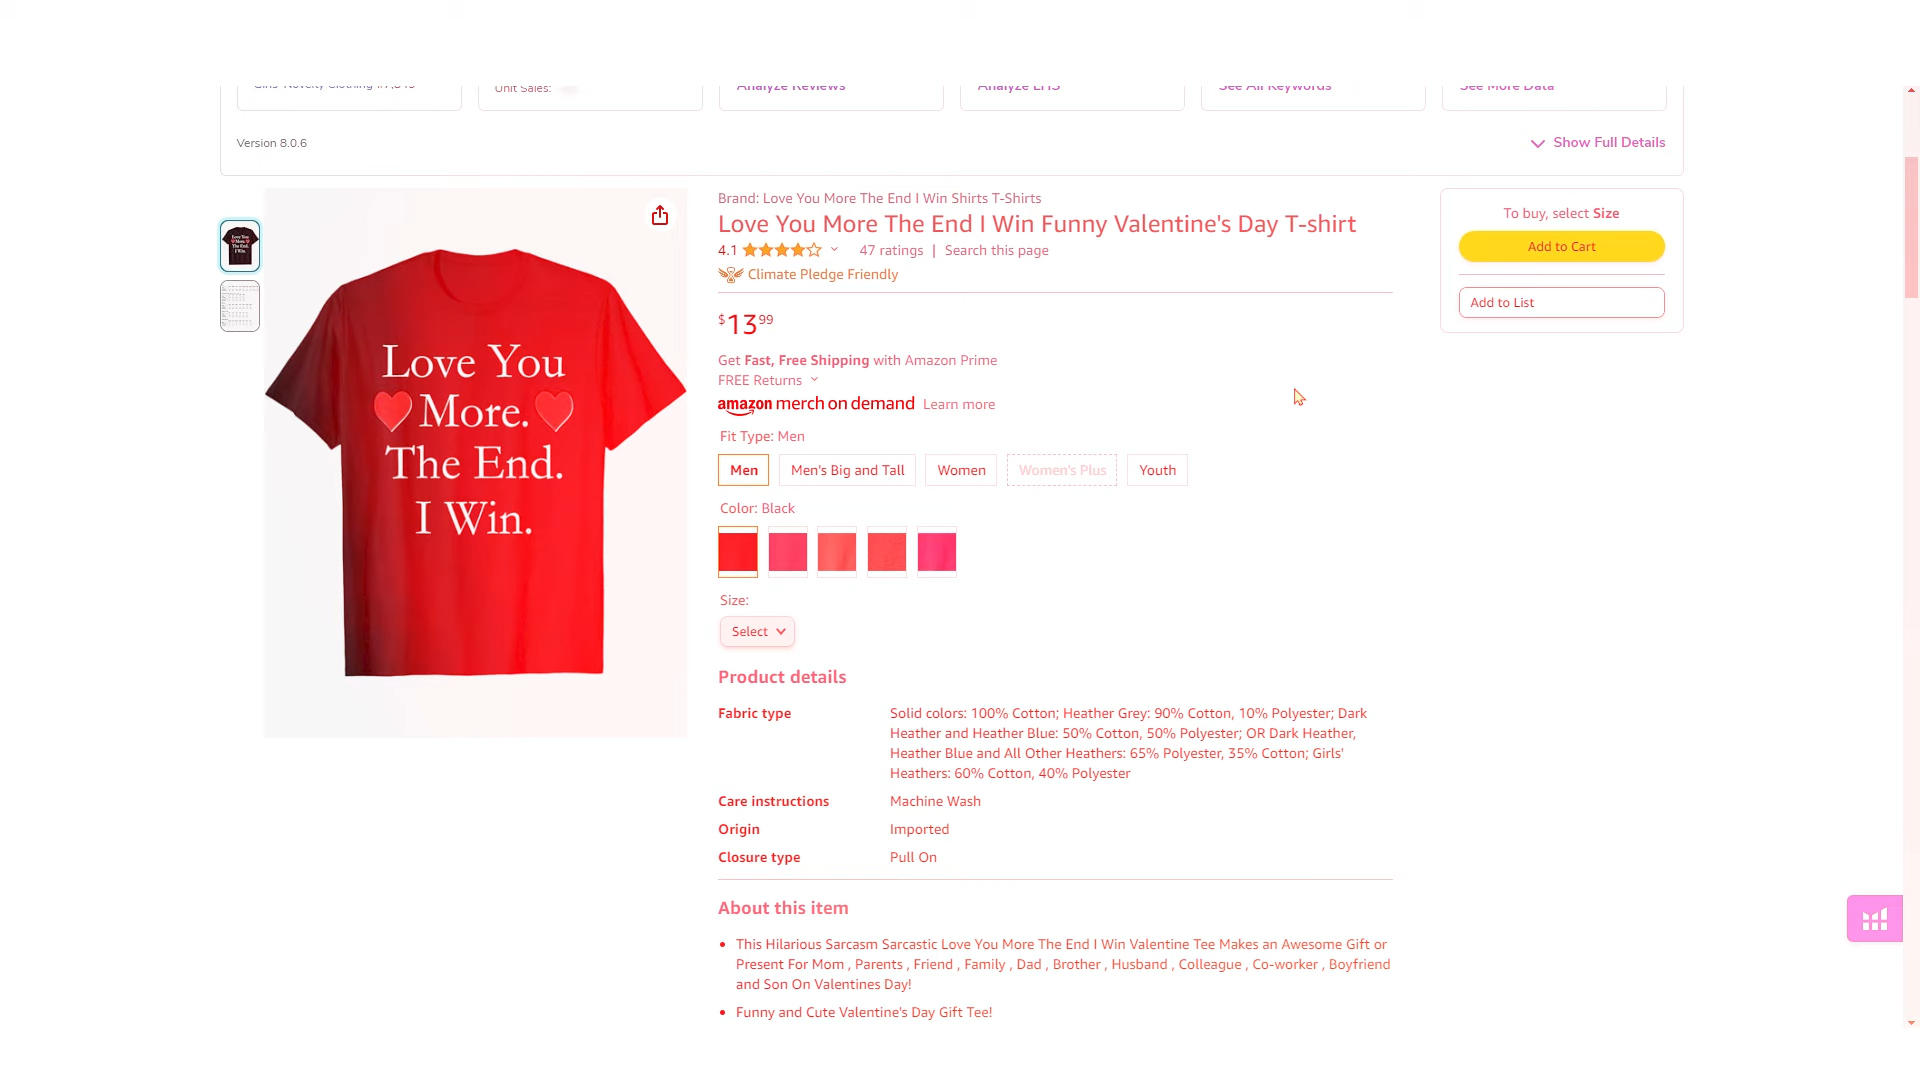 Unit Sales:
Analyze Reviews
See All Keywords
See More Data
Version 8.0.6
Show Full Details
Brand: Love You More The End I Win Shirts T-Shirts
Love You More The End I Win Funny Valentine's Day T-shirt
4.1
47 ratings | Search this page
Climate Pledge Friendly
$13 99
Get Fast, Free Shipping with Amazon Prime
FREE Returns
amazon merch on demand Learn more
Fit Type: Men
Men Men's Big and Tall Women Women's Plus Youth
Color: Black
Size:
Select
Product details
Fabric type
Solid colors: 100% Cotton; Heather Grey: 90% Cotton, 10% Polyester; Dark
Heather and Heather Blue: 50% Cotton, 50% Polyester; OR Dark Heather,
Heather Blue and All Other Heathers: 65% Polyester, 35% Cotton; Girls'
Heathers: 60% Cotton, 40% Polyester
Care instructions Machine Wash
Origin Imported
Closure type Pull On
About this item
• This Hilarious Sarcasm Sarcastic Love You More The End I Win Valentine Tee Makes an Awesome Gift or
Present For Mom , Parents , Friend , Family , Dad , Brother , Husband , Colleague , Co-worker , Boyfriend
and Son On Valentines Day!
• Funny and Cute Valentine's Day Gift Tee!
To buy, select Size
Add to Cart
Add to List
Love You
More.
The End.
I Win.